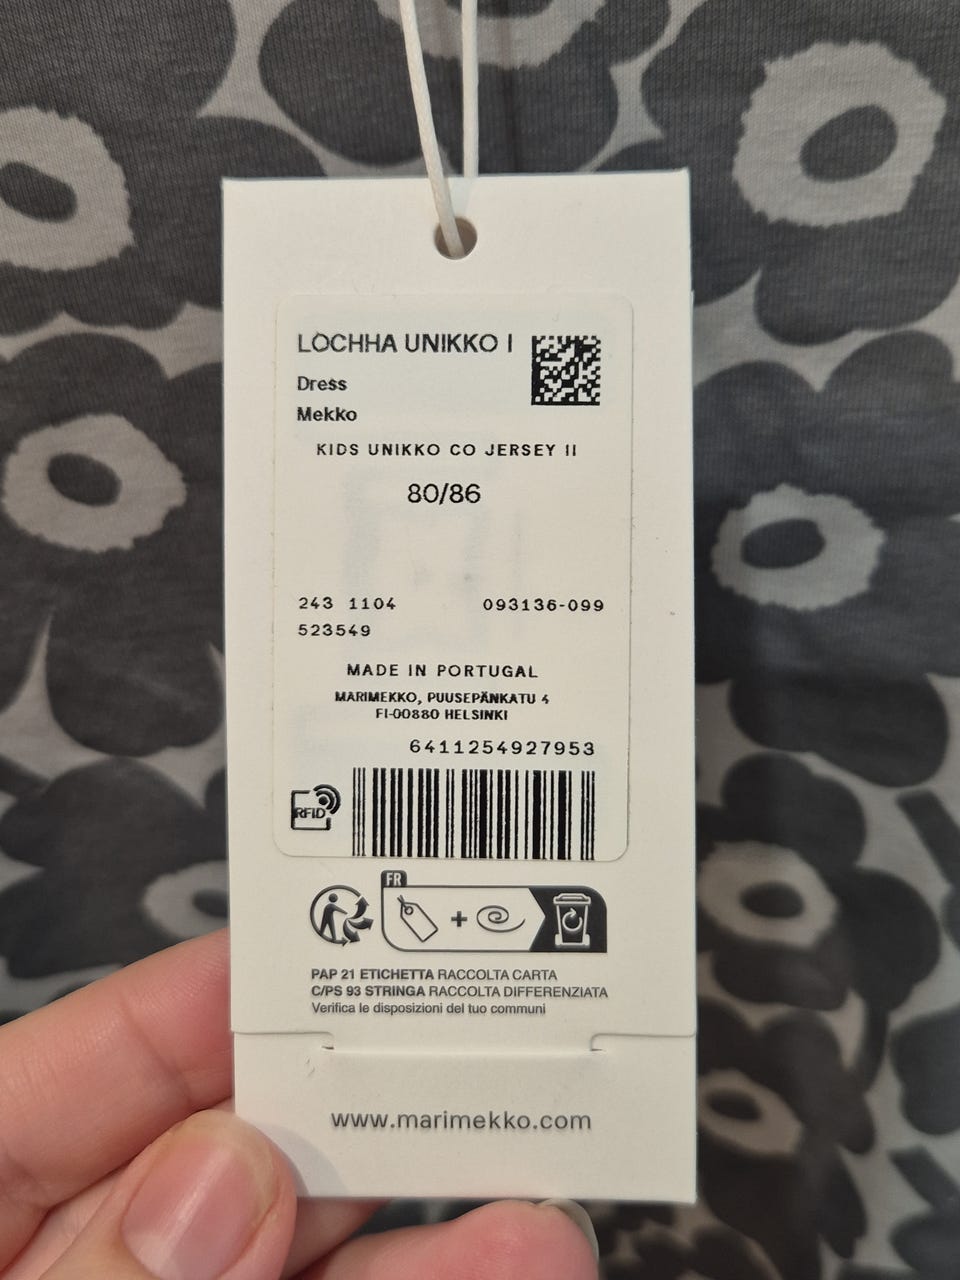 LOCHHA UNIKKO I
Dress
Mekko
KIDS UNIKKO CO JERSEY II
80/86
243 1104 093136-099
523549
MADE IN PORTUGAL
MARIMEKKO, PUUSEPÄNKATU 4
FI-00880 HELSINKI
6411254927953
RFID
FR
PAP 21 ETICHETTA RACCOLTA CARTA
C/PS 93 STRINGA RACCOLTA DIFFERENZIATA
Verifica le disposizioni del tuo communi
www.marimekko.com